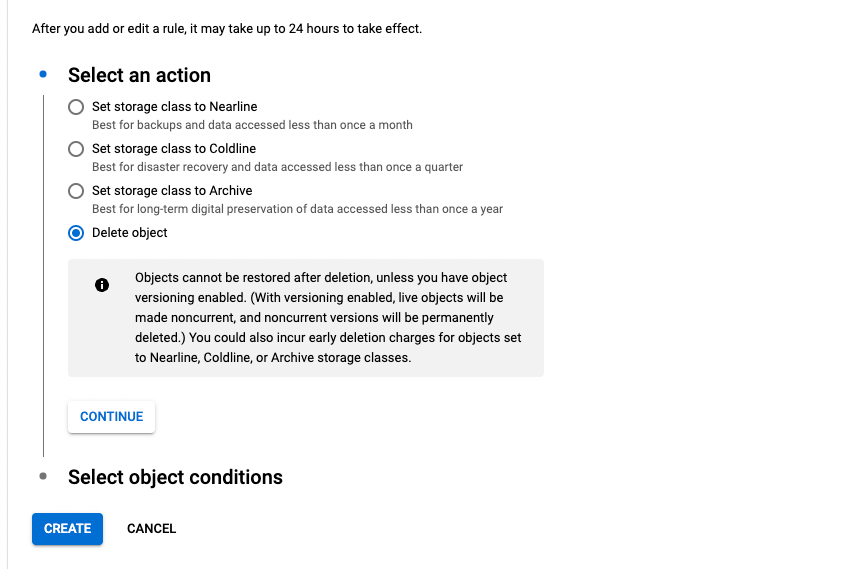 After you add or edit a rule, it may take up to 24 hours to take effect.
Select an action
Set storage class to Nearline
Best for backups and data accessed less than once a month
Set storage class to Coldline
Best for disaster recovery and data accessed less than once a quarter
Set storage class to Archive
Best for long-term digital preservation of data accessed less than once a year
Delete object
Objects cannot be restored after deletion, unless you have object
versioning enabled. (With versioning enabled, live objects will be
made noncurrent, and noncurrent versions will be permanently
deleted.) You could also incur early deletion charges for objects set
to Nearline, Coldline, or Archive storage classes.
CONTINUE
Select object conditions
CREATE CANCEL